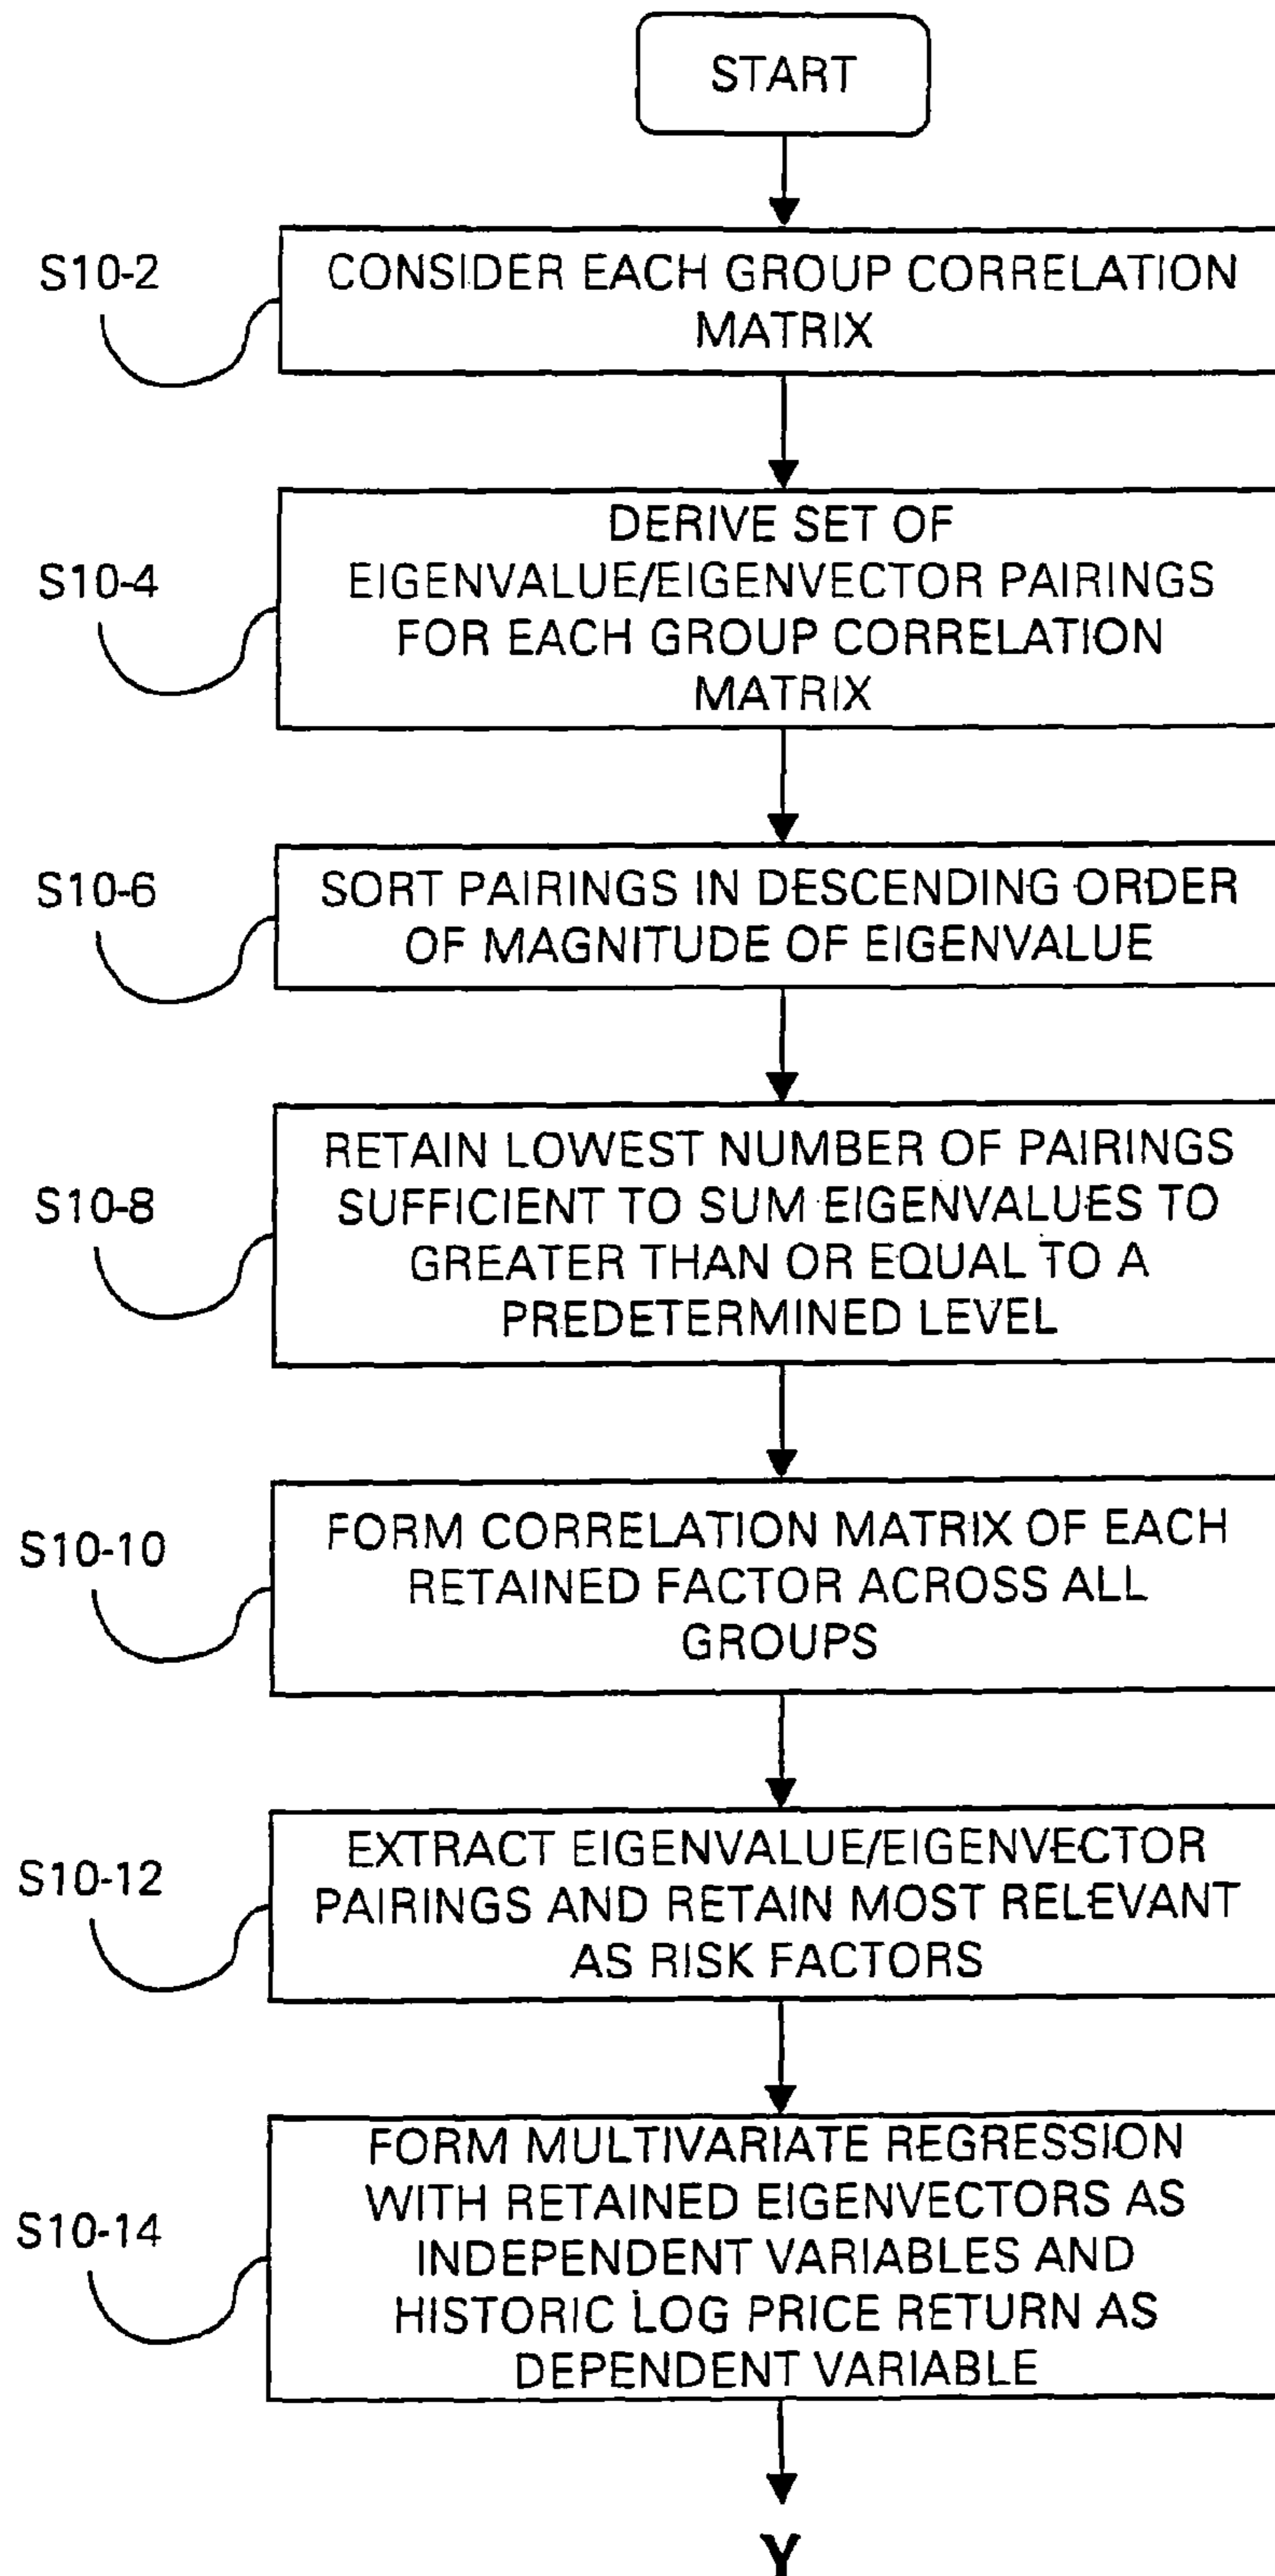 START
S10-2
CONSIDER EACH GROUP CORRELATION
MATRIX
S10-4
DERIVE SET OF
EIGENVALUE/EIGENVECTOR PAIRINGS
FOR EACH GROUP CORRELATION
MATRIX
S10-6
SORT PAIRINGS IN DESCENDING ORDER
OF MAGNITUDE OF EIGENVALUE
S10-8
RETAIN LOWEST NUMBER OF PAIRINGS
SUFFICIENT TO SUM EIGENVALUES TO
GREATER THAN OR EQUAL TO A
PREDETERMINED LEVEL
S10-10
FORM CORRELATION MATRIX OF EACH
RETAINED FACTOR ACROSS ALL
GROUPS
S10-12
EXTRACT EIGENVALUE/EIGENVECTOR
PAIRINGS AND RETAIN MOST RELEVANT
AS RISK FACTORS
S10-14
FORM MULTIVARIATE REGRESSION
WITH RETAINED EIGENVECTORS AS
INDEPENDENT VARIABLES AND
HISTORIC LOG PRICE RETURN AS
DEPENDENT VARIABLE
Y